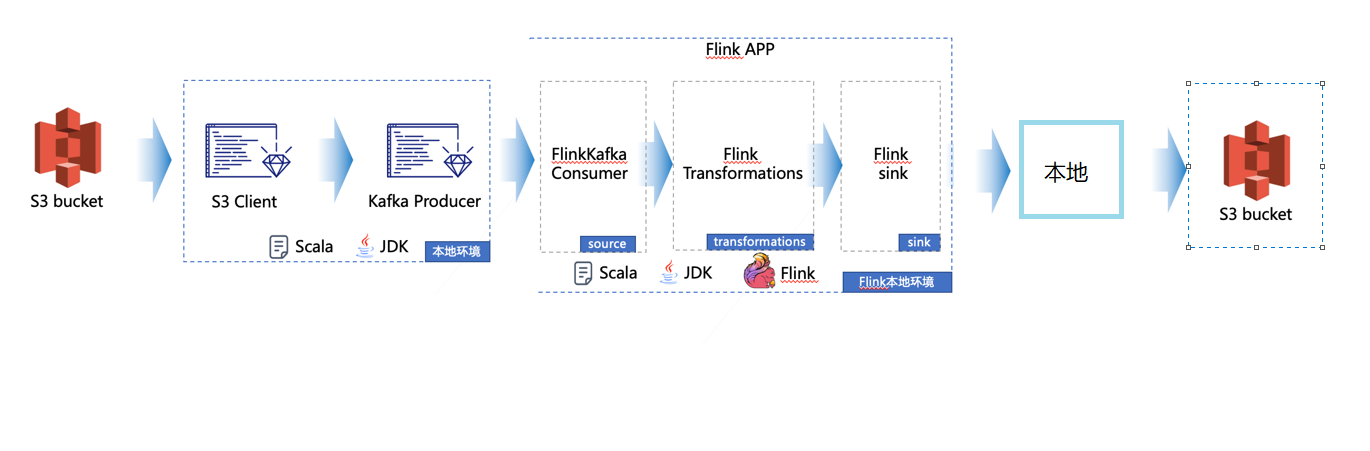 Flink APP
S3 bucket
S3 Client
Kafka Producer
Scala
JDK
本地环境
FlinkKafka
Consumer
source
Flink
Transformations
transformations
Flink
sink
sink
Scala
JDK
Flink
Flink本地环境
本地
S3 bucket